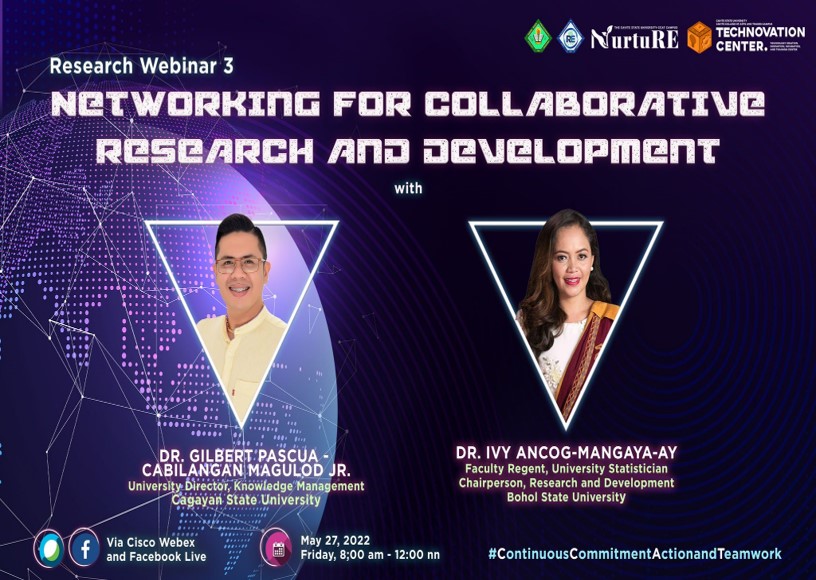 NurtuRE
TECHNOVATION
CENTER.
RE
Research Webinar 3
NETWORKING FOR COLLABORATIVE
RESEARCH AND DEVELOPMENT
with
DR. GILBERT PASCUA -
CABILANGAN MAGULOD JR.
University Director, Knowledge Management
Cagayan State University
DR. IVY ANCOG-MANGAYA-AY
Faculty Regent, University Statistician
Chairperson, Research and Development
Bohol State University
Via Cisco Webex
and Facebook Live
May 27, 2022
Friday, 8;00 am - 12:00 nn
#ContinuousCommitmentActionandTeamwork